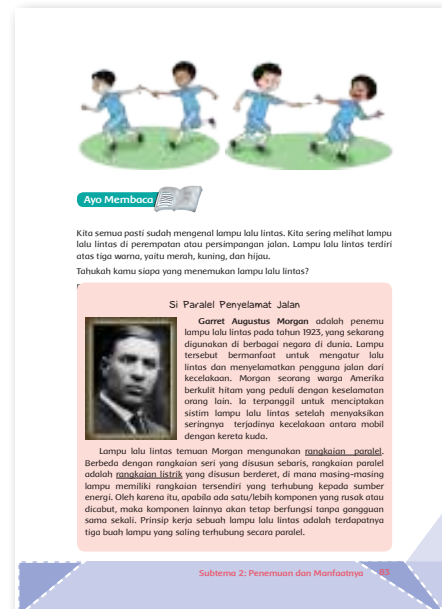 Ayo Membaca
Kita semua pasti sudah mengenal lampu lalu lintas. Kita sering melihat lampu
lalu lintas di perempatan atau persimpangan jalan. Lampu lalu lintas terdiri
atas tiga warna, yaitu merah, kuning, dan hijau.
Tahukah kamu siapa yang menemukan lampu lalu lintas?
Si Paralel Penyelamat Jalan
Garret Augustus Morgan adalah penemu
lampu lalu lintas pada tahun 1923, yang sekarang
digunakan di berbagai negara di dunia. Lampu
tersebut bermanfaat untuk mengatur lalu
lintas dan menyelamatkan pengguna jalan dari
kecelakaan. Morgan seorang warga Amerika
berkulit hitam yang peduli dengan keselamatan
orang lain. Ia terpanggil untuk menciptakan
sistim lampu lalu lintas setelah menyaksikan
seringnya terjadinya kecelakaan antara mobil
dengan kereta kuda.
Lampu lalu lintas temuan Morgan mengunakan rangkaian paralel.
Berbeda dengan rangkaian seri yang disusun sebaris, rangkaian paralel
adalah rangkaian listrik yang disusun berderet, di mana masing-masing
lampu memiliki rangkaian tersendiri yang terhubung kepada sumber
energi. Oleh karena itu, apabila ada satu/lebih komponen yang rusak atau
dicabut, maka komponen lainnya akan tetap berfungsi tanpa gangguan
sama sekali. Prinsip kerja sebuah lampu lalu lintas adalah terdapatnya
tiga buah lampu yang saling terhubung secara paralel.
Subtema 2: Penemuan dan Manfaatnya 83